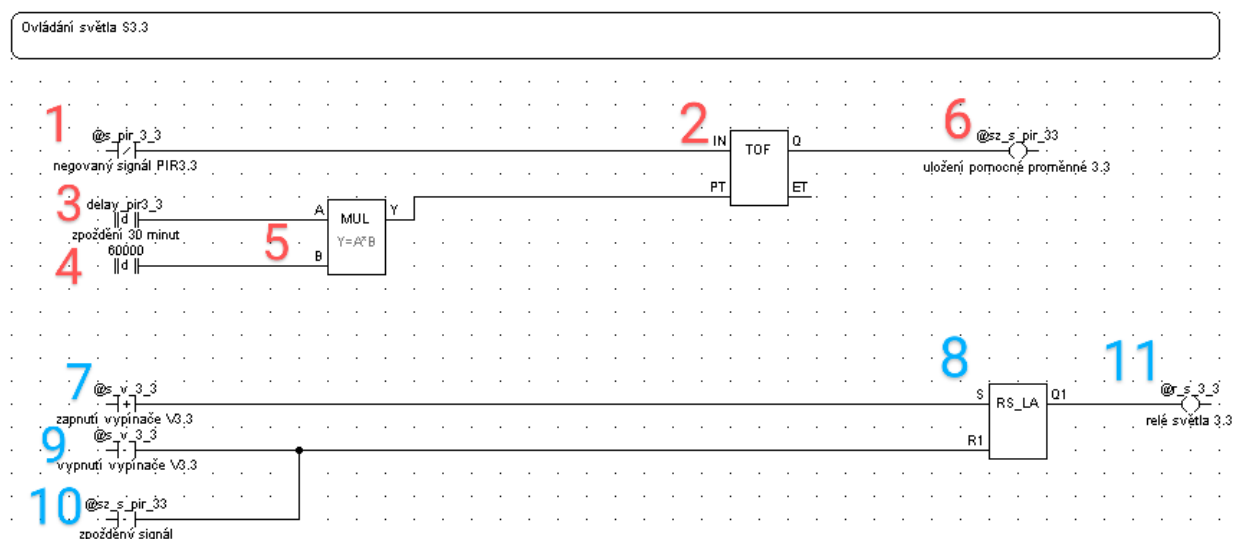 Ovládání světla S3.3
1
@s_pir_3_3
negovaný signál PIR3.3
2
IN
TOF
Q
PT
ET
6
@sz_s_pir_33
uložení pomocné proměnné 3.3
3
delay_pir3_3
d
zpoždění 30 minut
4
60000
d
5
A
MUL
Y
Y=A*B
B
7
@s_v_3_3
+
zapnutí vypínače V3.3
8
S
RS_LA
Q1
R1
11
@r_s_3_3
relé světla 3.3
9
@s_v_3_3
-
vypnutí vypínače V3.3
10
@sz_s_pir_33
-
zpožděný signál